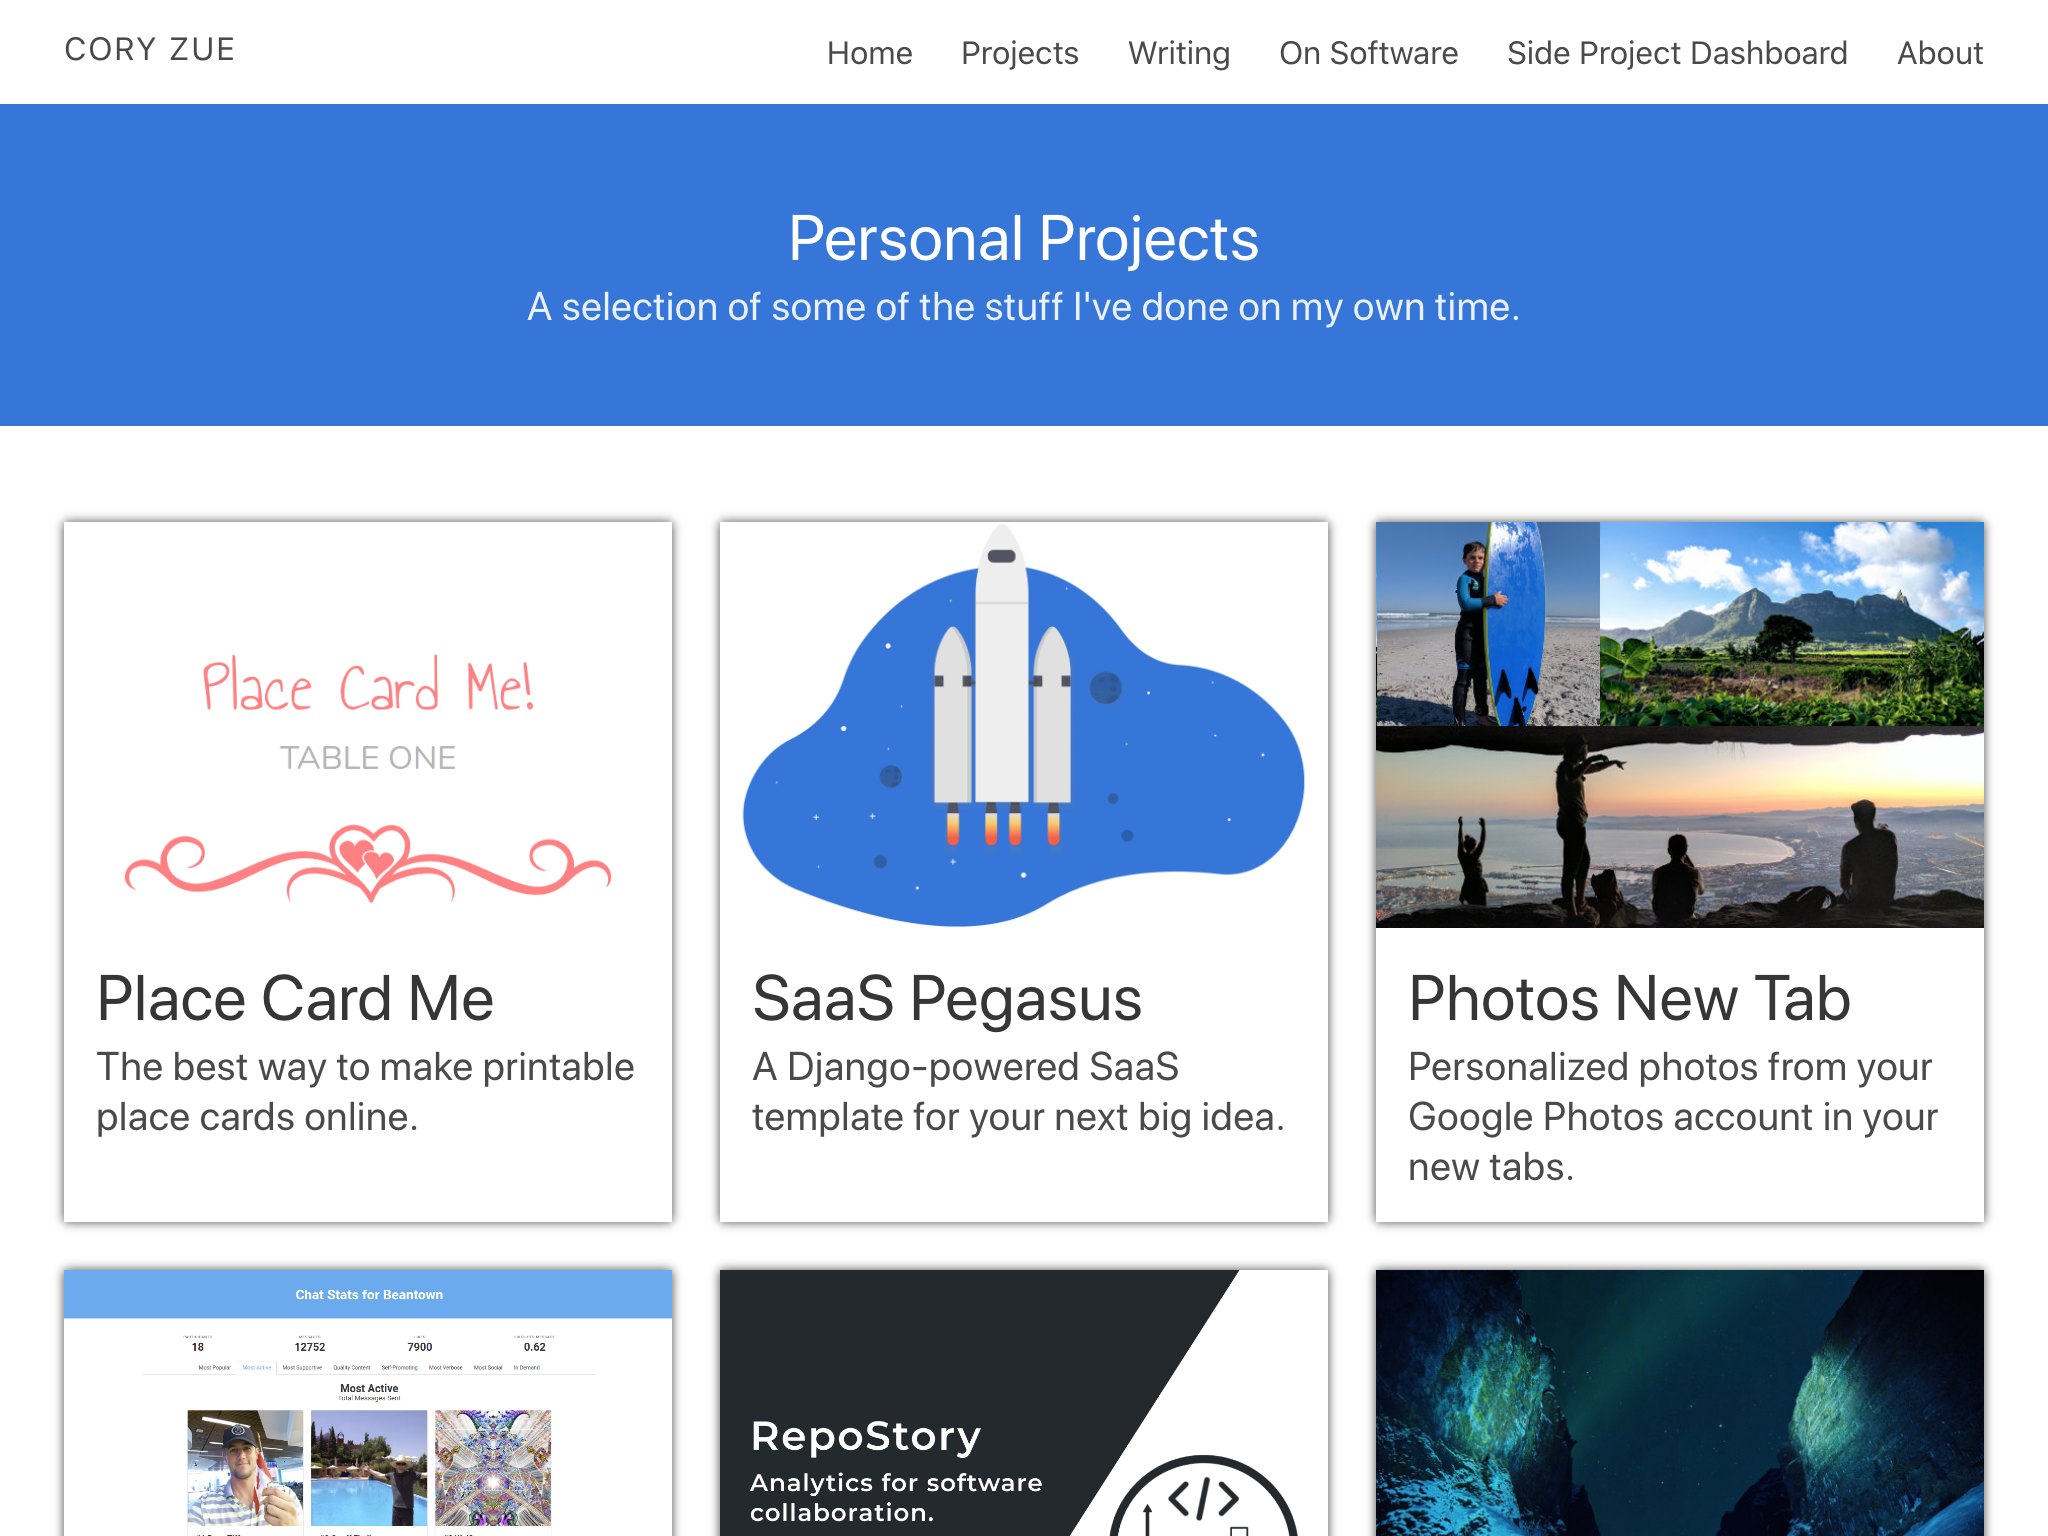 CORY ZUE
Home Projects Writing On Software Side Project Dashboard About
Personal Projects
A selection of some of the stuff I've done on my own time.
Place Card Me!
TABLE ONE
Place Card Me
The best way to make printable
place cards online.
SaaS Pegasus
A Django-powered SaaS
template for your next big idea.
Photos New Tab
Personalized photos from your
Google Photos account in your
new tabs.
Chat Stats for Beantown
18 12752 7900 0.62
Most Popular Most Active Most Supportive Quality Content Self-Promoting Most Verbose Most Social In Demand
Most Active
Total Messages Sent
RepoStory
Analytics for software
collaboration.